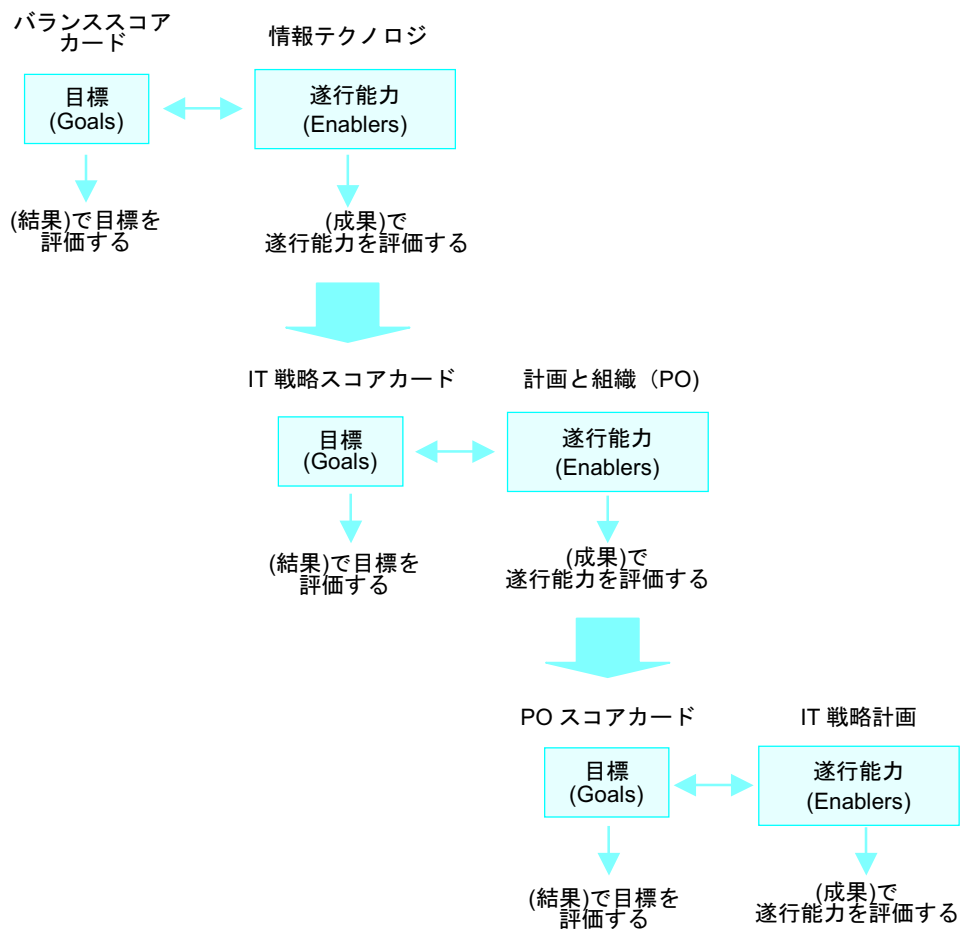 バランススコア
カード
情報テクノロジ
目標
(Goals)
遂行能力
(Enablers)
(結果)で目標を
評価する
(成果)で
遂行能力を評価する
IT 戦略スコアカード
計画と組織（PO)
目標
(Goals)
遂行能力
(Enablers)
(結果)で目標を
評価する
(成果)で
遂行能力を評価する
PO スコアカード
IT 戦略計画
目標
(Goals)
遂行能力
(Enablers)
(結果)で目標を
評価する
(成果)で
遂行能力を評価する